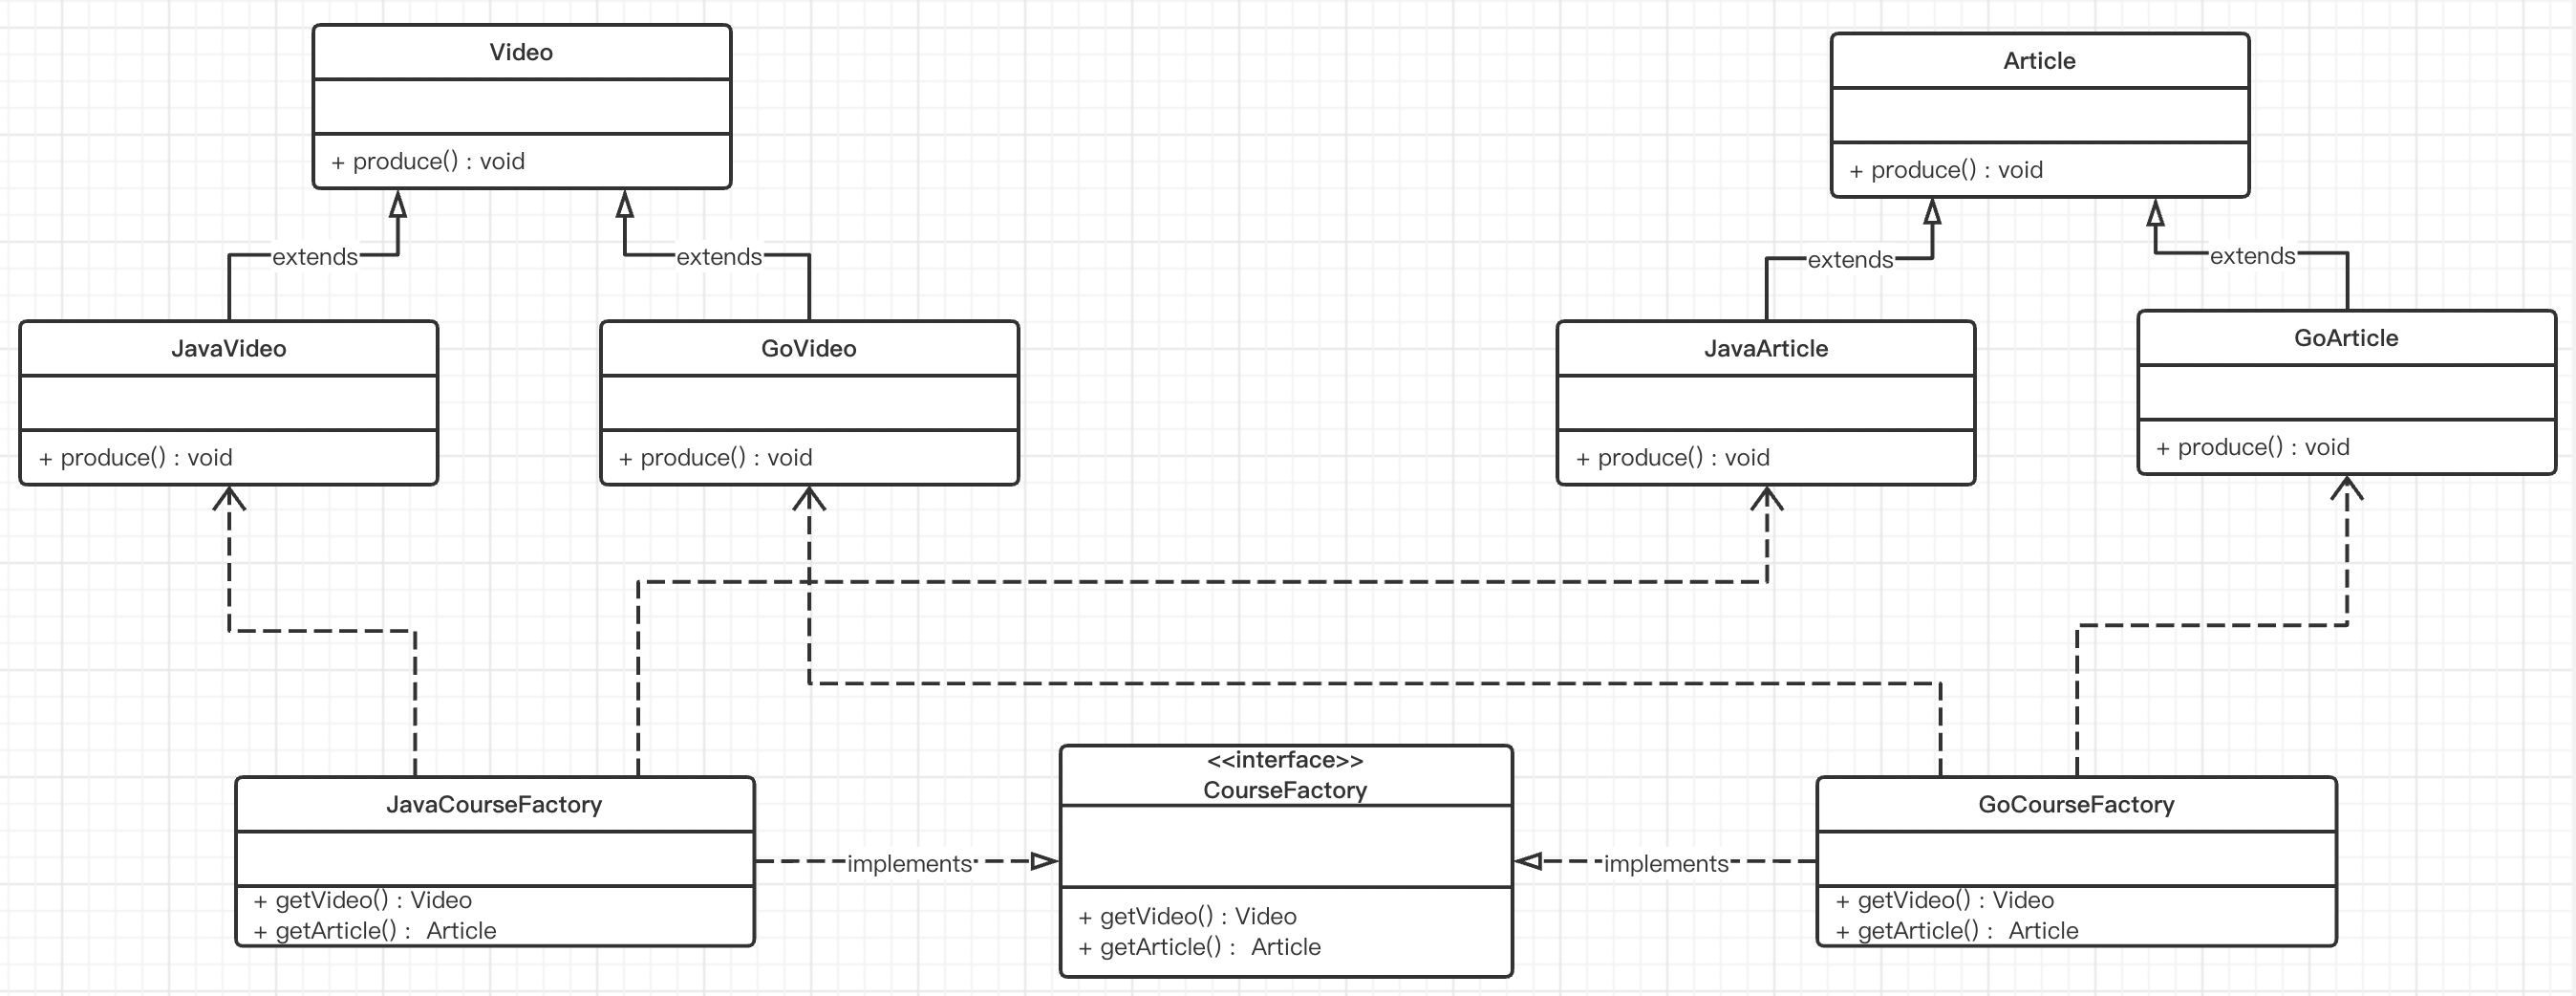 Video
+ produce() : void
Article
+ produce() : void
extends
extends
extends
extends
JavaVideo
+ produce() : void
GoVideo
+ produce() : void
JavaArticle
+ produce() : void
GoArticle
+ produce() : void
JavaCourseFactory
+ getVideo() : Video
+ getArticle() :  Article
implements
<<interface>>
CourseFactory
+ getVideo() : Video
+ getArticle() :  Article
implements
GoCourseFactory
+ getVideo() : Video
+ getArticle() :  Article